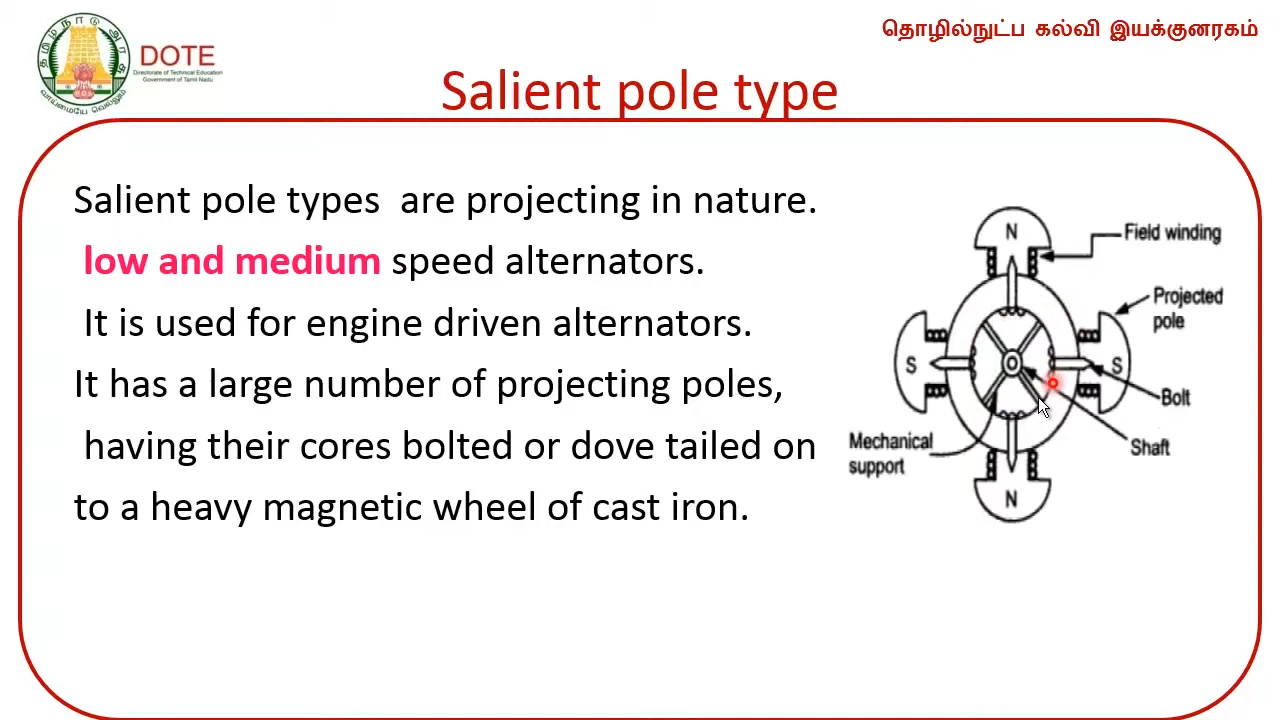 தமிழ்நாடு அரசு
வாய்மையே வெல்லும்
DOTE
Directorate of Technical Education
Government of Tamil Nadu
தொழில்நுட்ப கல்வி இயக்குனரகம்
Salient pole type
Salient pole types are projecting in nature.
low and medium speed alternators.
It is used for engine driven alternators.
It has a large number of projecting poles,
having their cores bolted or dove tailed on
to a heavy magnetic wheel of cast iron.
N
Field winding
Projected
pole
S
S
Bolt
Mechanical
support
Shaft
N